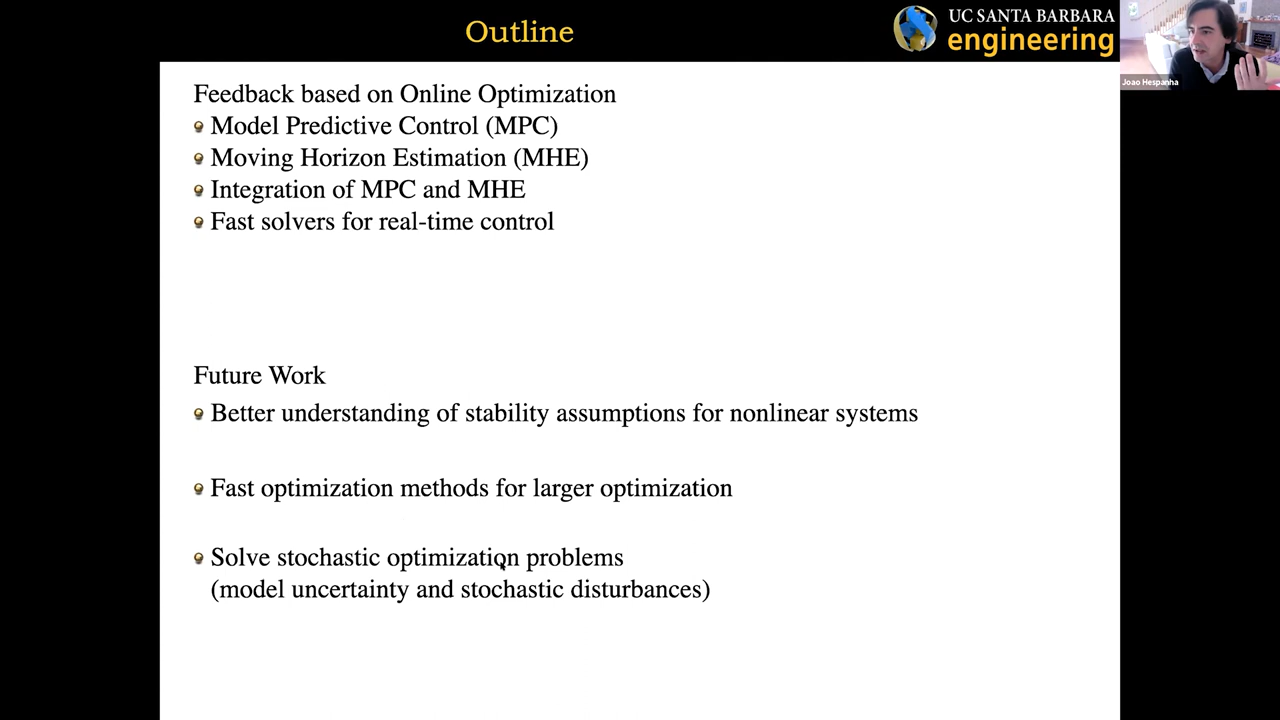 Outline
UC SANTA BARBARA
engineering
Joao Hespanha
Feedback based on Online Optimization
Model Predictive Control (MPC)
Moving Horizon Estimation (MHE)
Integration of MPC and MHE
Fast solvers for real-time control
Future Work
Better understanding of stability assumptions for nonlinear systems
Fast optimization methods for larger optimization
Solve stochastic optimization problems
(model uncertainty and stochastic disturbances)